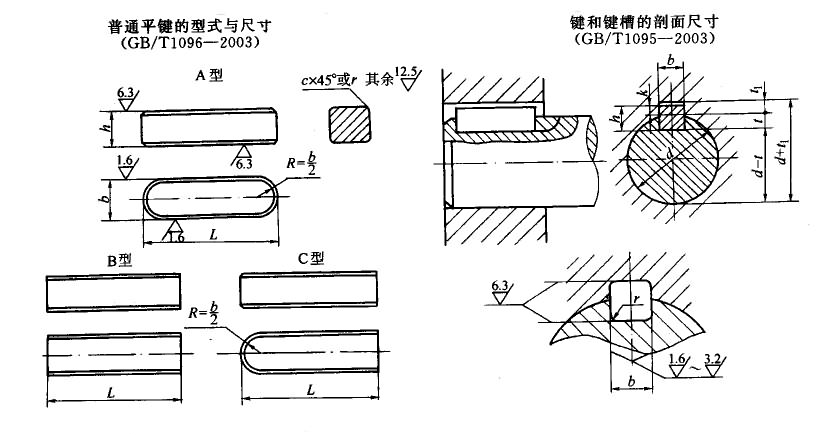 普通平键的型式与尺寸
(GB/T1096—2003)
键和键槽的剖面尺寸
(GB/T1095—2003)
A型
c×45°或r 其余 12.5
6.3
h
6.3
1.6
b
R=b/2
1.6
L
B型
C型
R=b/2
L
L
b
k
h
t₁
t
d
d−t
d+t₁
6.3
r
b
1.6 ~ 3.2